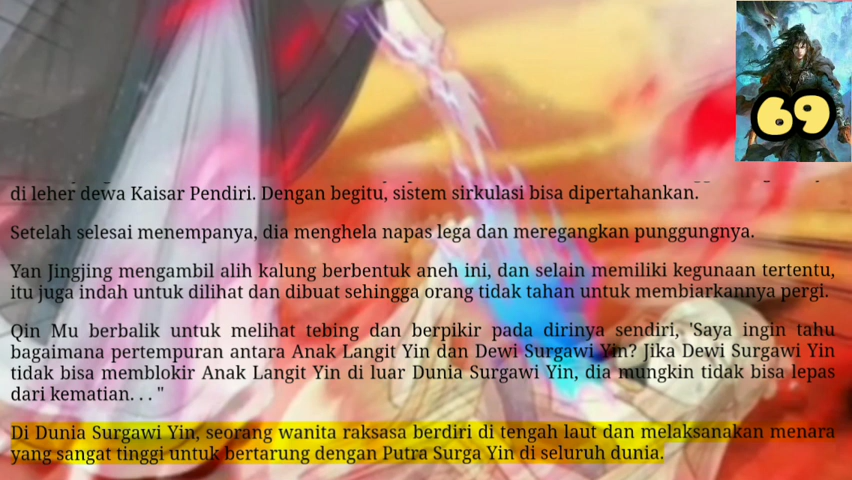 69
di leher dewa Kaisar Pendiri. Dengan begitu, sistem sirkulasi bisa dipertahankan.
Setelah selesai menempanya, dia menghela napas lega dan meregangkan punggungnya.
Yan Jingjing mengambil alih kalung berbentuk aneh ini, dan selain memiliki kegunaan tertentu,
itu juga indah untuk dilihat dan dibuat sehingga orang tidak tahan untuk membiarkannya pergi.
Qin Mu berbalik untuk melihat tebing dan berpikir pada dirinya sendiri, 'Saya ingin tahu
bagaimana pertempuran antara Anak Langit Yin dan Dewi Surgawi Yin? Jika Dewi Surgawi Yin
tidak bisa memblokir Anak Langit Yin di luar Dunia Surgawi Yin, dia mungkin tidak bisa lepas
dari kematian. . . "
Di Dunia Surgawi Yin, seorang wanita raksasa berdiri di tengah laut dan melaksanakan menara
yang sangat tinggi untuk bertarung dengan Putra Surga Yin di seluruh dunia.